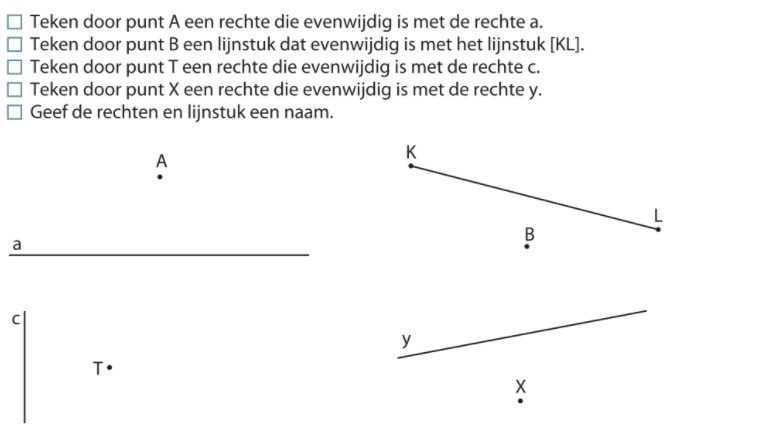 Teken door punt A een rechte die evenwijdig is met de rechte a.
Teken door punt B een lijnstuk dat evenwijdig is met het lijnstuk [KL].
Teken door punt T een rechte die evenwijdig is met de rechte c.
Teken door punt X een rechte die evenwijdig is met de rechte y.
Geef de rechten en lijnstuk een naam.
A
a
K
L
B
c
T
y
X